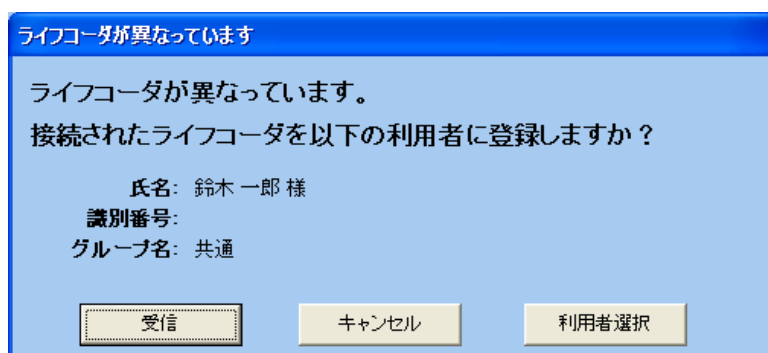 ライフコーダが異なっています
ライフコーダが異なっています。
接続されたライフコーダを以下の利用者に登録しますか？
氏名: 鈴木 一郎 様
識別番号:
グループ名: 共通
受信 キャンセル 利用者選択